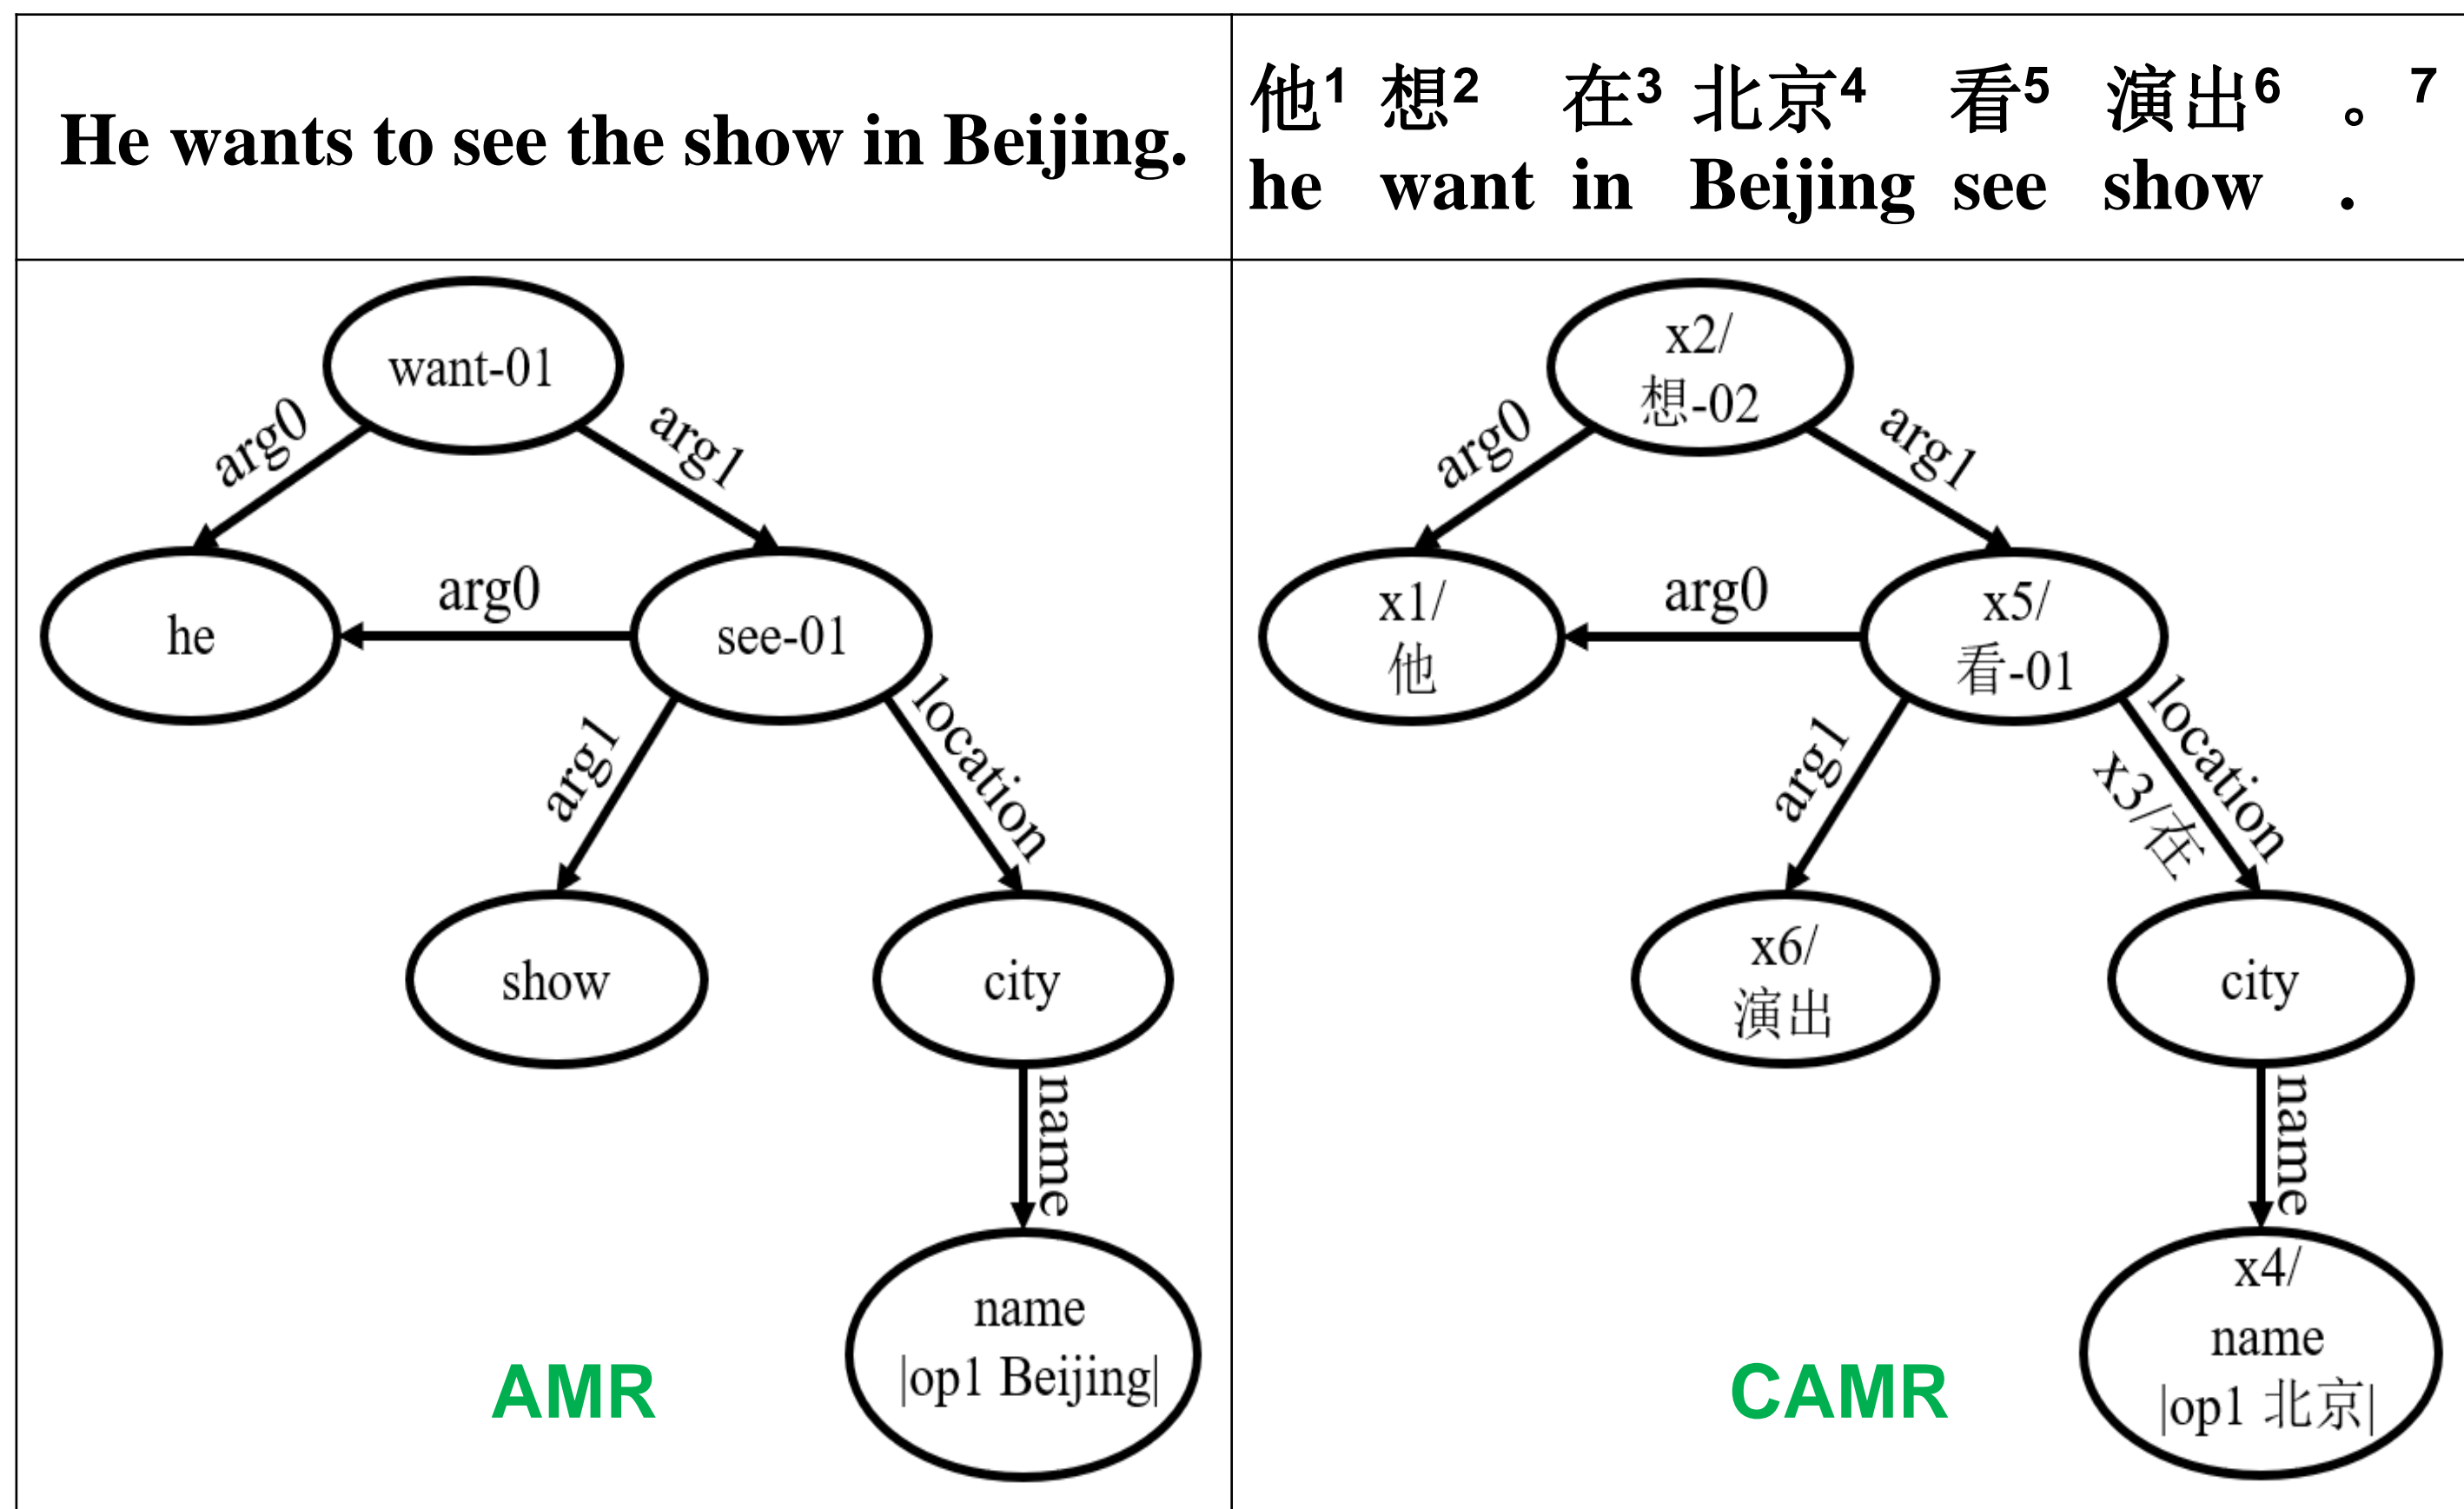 He wants to see the show in Beijing.
他1 想2 在3 北京4 看5 演出6 。7
he want in Beijing see show .
want-01
arg0
arg1
he
arg0
see-01
arg1
location
show
city
name
name
|op1 Beijing|
AMR
x2/
想-02
arg0
arg1
x1/
他
arg0
x5/
看-01
arg1
location
x3/在
x6/
演出
city
name
x4/
name
|op1 北京|
CAMR